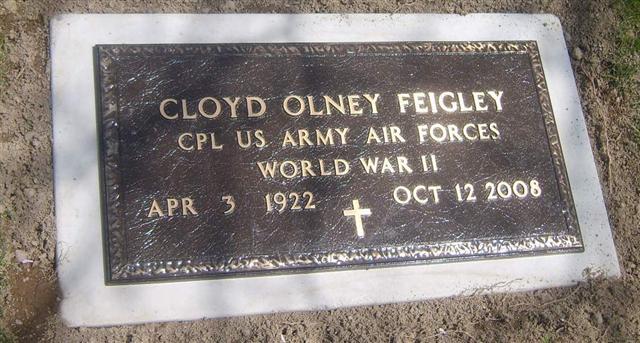 CLOYD OLNEY FEIGLEY
CPL US ARMY AIR FORCES
WORLD WAR II
APR 3 1922 OCT 12 2008